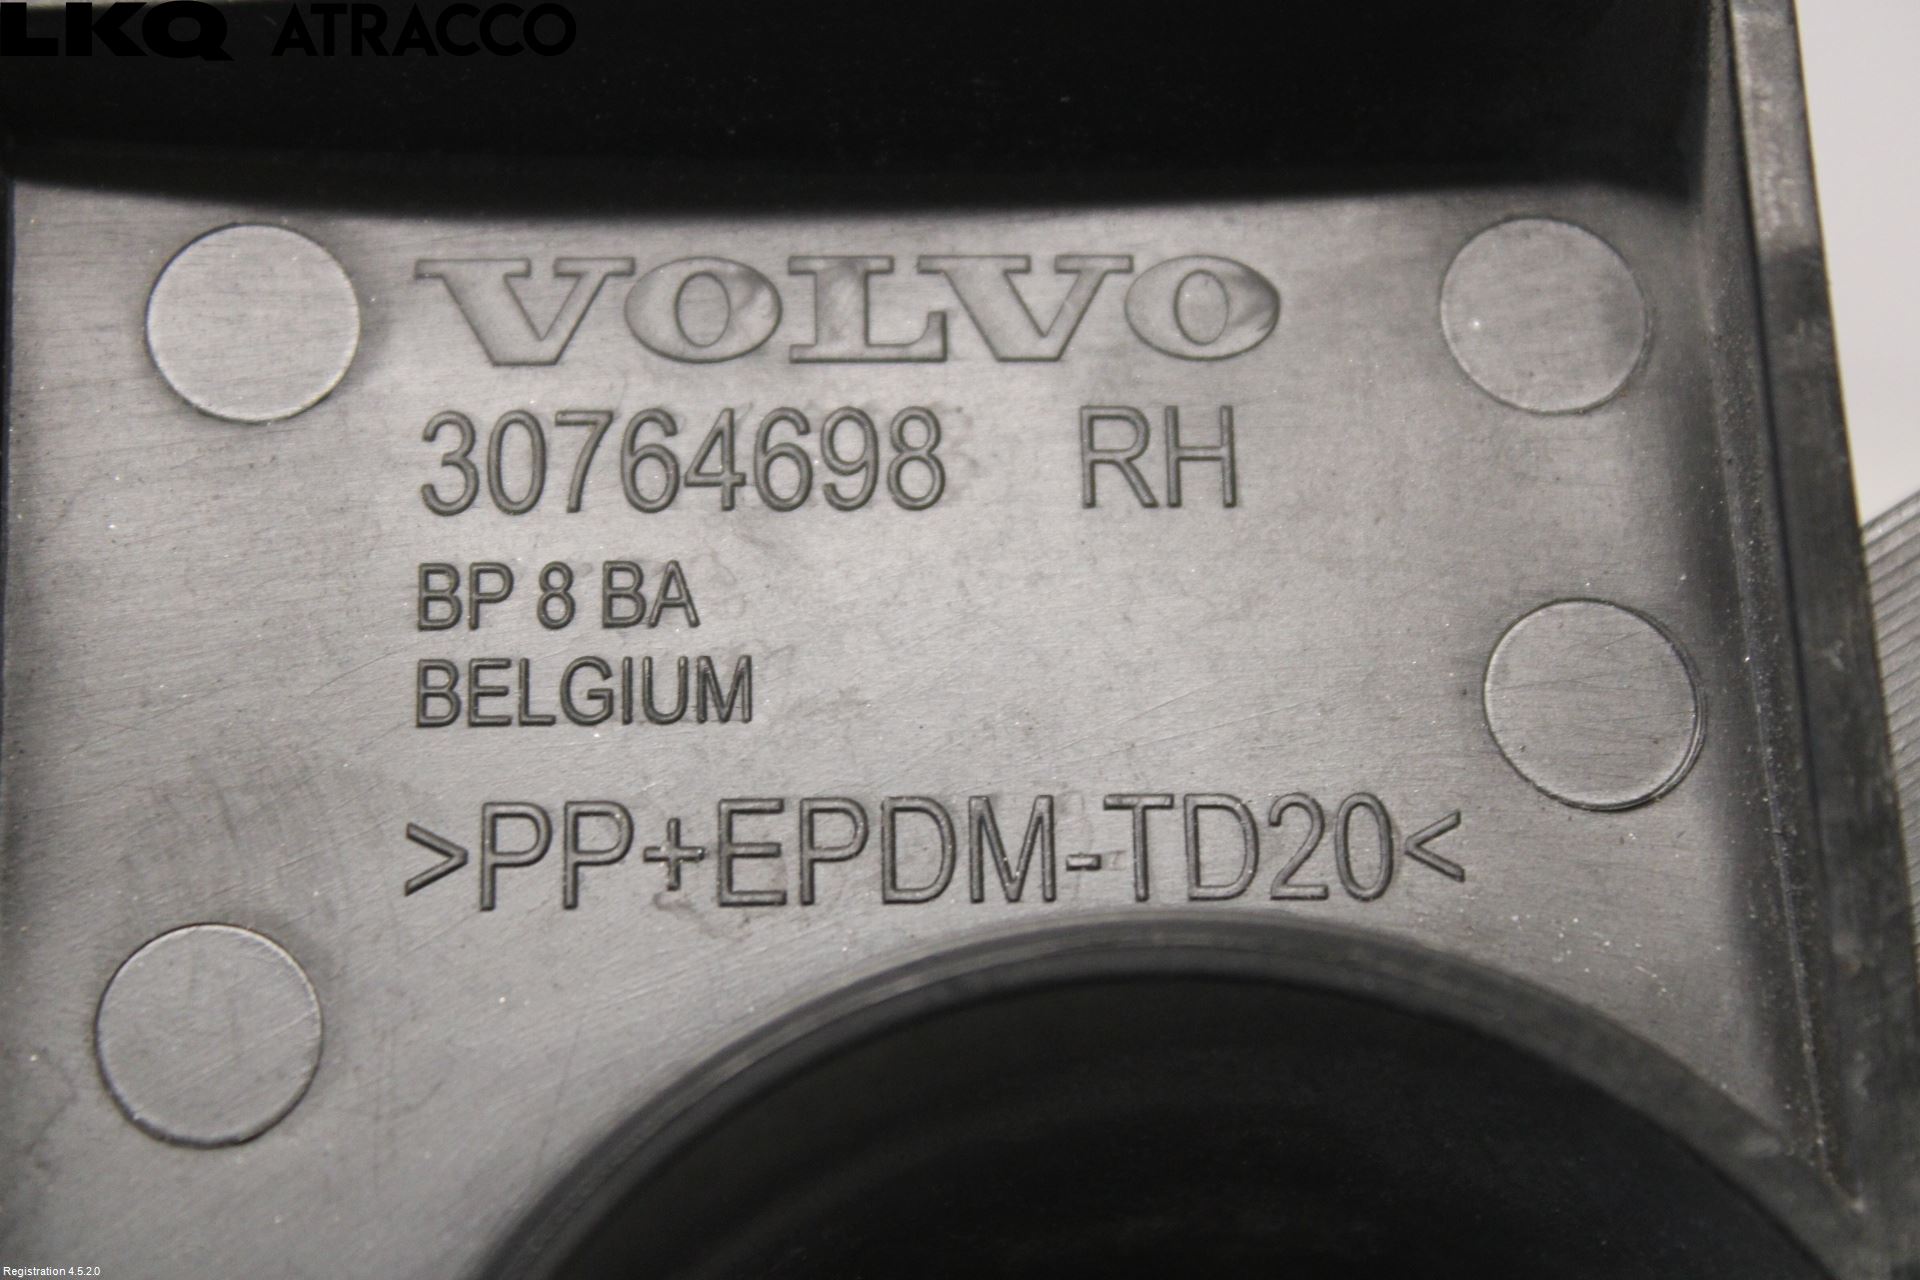 LKQ ATRACCO
VOLVO
30764698 RH
BP 8 BA
BELGIUM
>PP+EPDM-TD20<
Registration 4.5.2.0